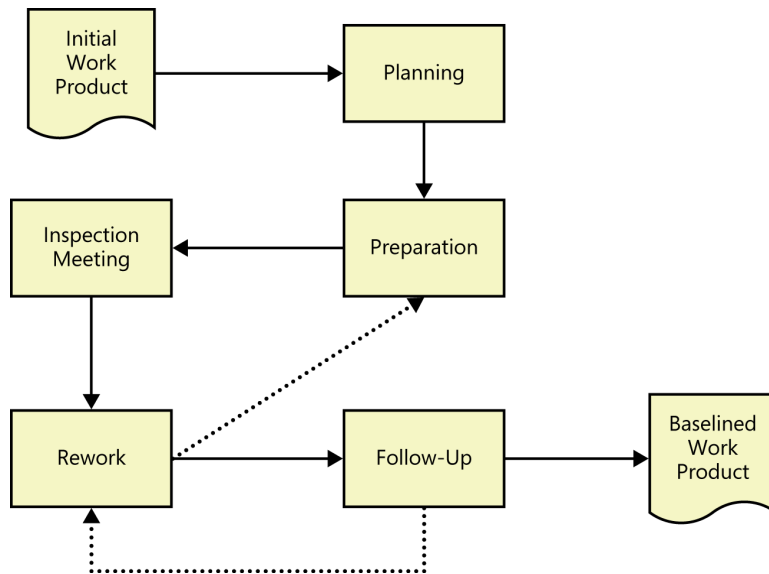 Initial
Work
Product
Planning
Inspection
Meeting
Preparation
Rework
Follow-Up
Baselined
Work
Product